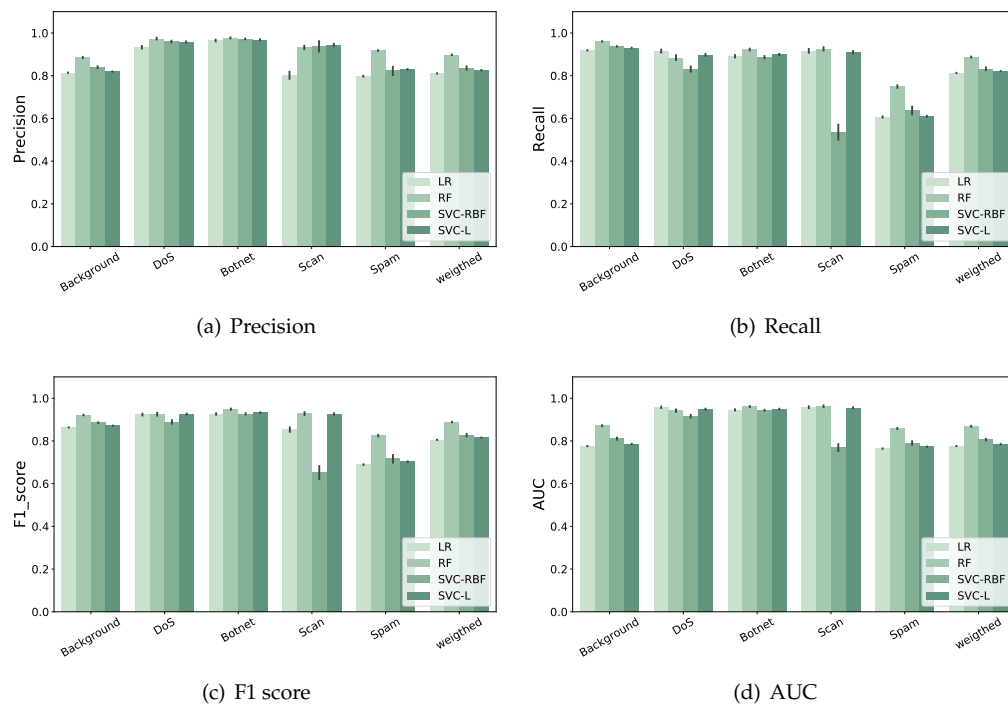 1.0
0.8
0.6
0.4
0.2
0.0
Precision
LR
RF
SVC-RBF
SVC-L
Background
DoS
Botnet
Scan
Spam
weigthed
(a) Precision
1.0
0.8
0.6
0.4
0.2
0.0
Recall
LR
RF
SVC-RBF
SVC-L
Background
DoS
Botnet
Scan
Spam
weigthed
(b) Recall
1.0
0.8
0.6
0.4
0.2
0.0
F1_score
LR
RF
SVC-RBF
SVC-L
Background
DoS
Botnet
Scan
Spam
weigthed
(c) F1 score
1.0
0.8
0.6
0.4
0.2
0.0
AUC
LR
RF
SVC-RBF
SVC-L
Background
DoS
Botnet
Scan
Spam
weigthed
(d) AUC